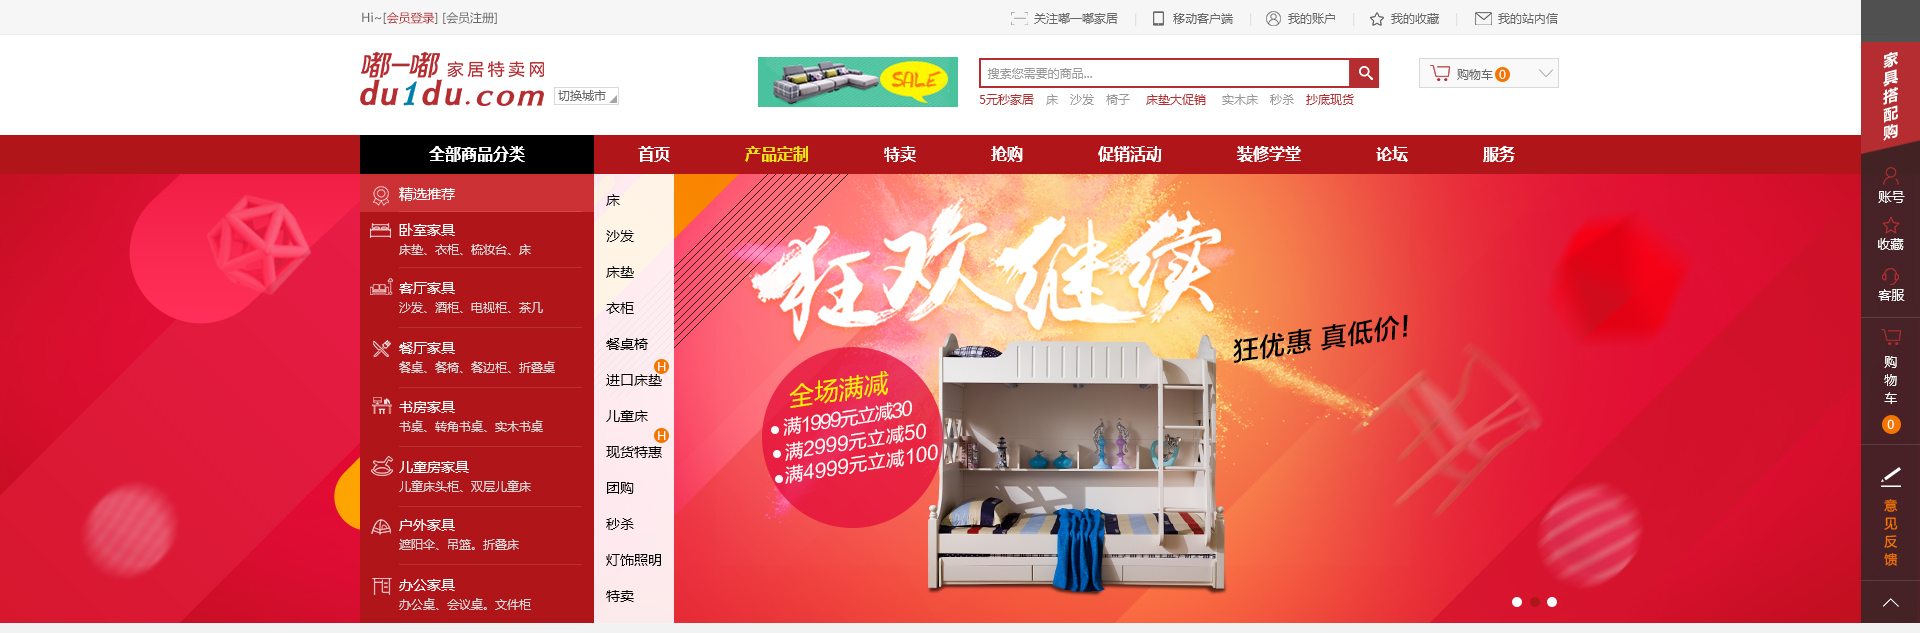 Hi~[会员登录] [会员注册]
关注嘟一嘟家居 | 移动客户端 | 我的账户 | 我的收藏 | 我的站内信
嘟一嘟 家居特卖网
du1du.com
切换城市
SALE
搜索您需要的商品...
购物车 0
5元秒家居 床 沙发 椅子 床垫大促销 实木床 秒杀 抄底现货
全部商品分类 首页 产品定制 特卖 抢购 促销活动 装修学堂 论坛 服务
精选推荐
卧室家具
床垫、衣柜、梳妆台、床
客厅家具
沙发、酒柜、电视柜、茶几
餐厅家具
餐桌、餐椅、餐边柜、折叠桌
书房家具
书桌、转角书桌、实木书桌
儿童房家具
儿童床头柜、双层儿童床
户外家具
遮阳伞、吊篮。折叠床
办公家具
办公桌、会议桌。文件柜
床
沙发
床垫
衣柜
餐桌椅
H
进口床垫
儿童床
H
现货特惠
团购
秒杀
灯饰照明
特卖
狂欢继续
狂优惠 真低价!
全场满减
●满1999元立减30
●满2999元立减50
●满4999元立减100
家具搭配购
账号
收藏
客服
购物车
0
意见反馈